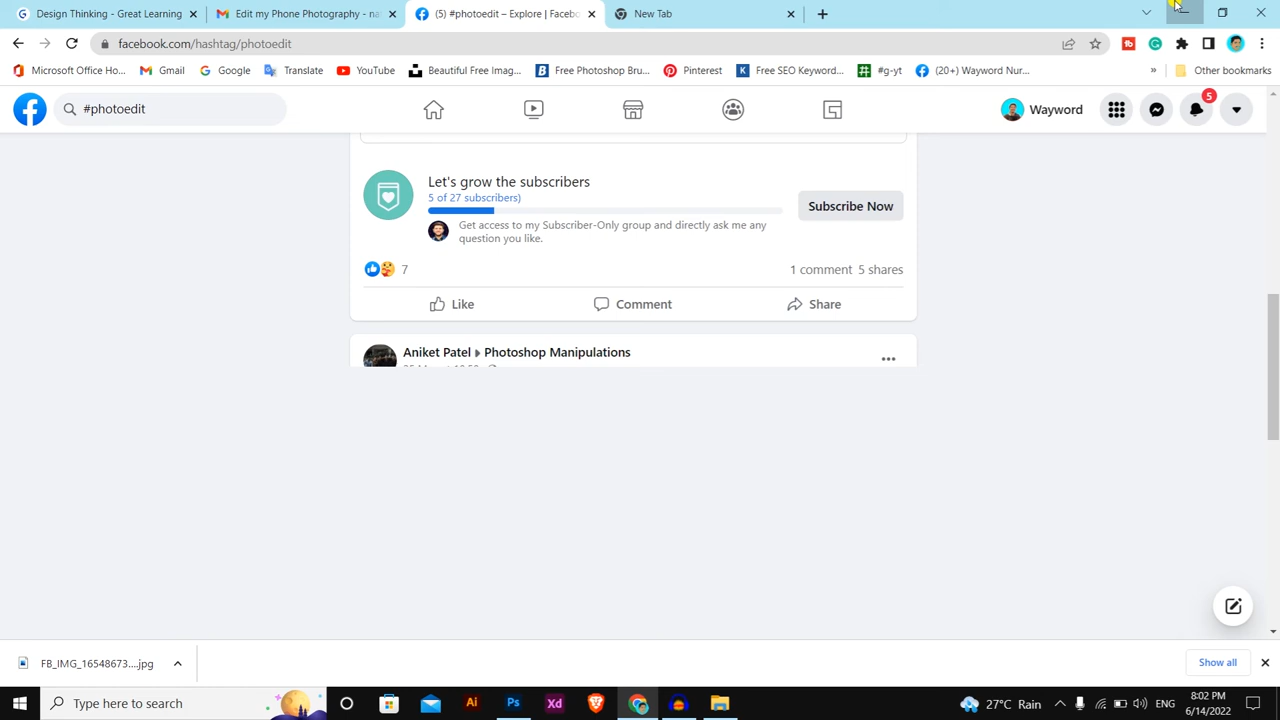 Design Thinking - Great Learning
Edit my Phone Photography - na
(5) #photoedit – Explore | Facebo
New Tab
facebook.com/hashtag/photoedit
Microsoft Office Ho...
Gmail
Google
Translate
YouTube
Beautiful Free Imag...
Free Photoshop Bru...
Pinterest
Free SEO Keyword...
#g-yt
(20+) Wayword Nur...
»
Other bookmarks
#photoedit
Wayword
5
Let's grow the subscribers
5 of 27 subscribers)
Subscribe Now
Get access to my Subscriber-Only group and directly ask me any
question you like.
7
1 comment 5 shares
Like
Comment
Share
Aniket Patel
Photoshop Manipulations
FB_IMG_16548673....jpg
Show all
Type here to search
Ai
Ps
Xd
27°C Rain
ENG
8:02 PM
6/14/2022